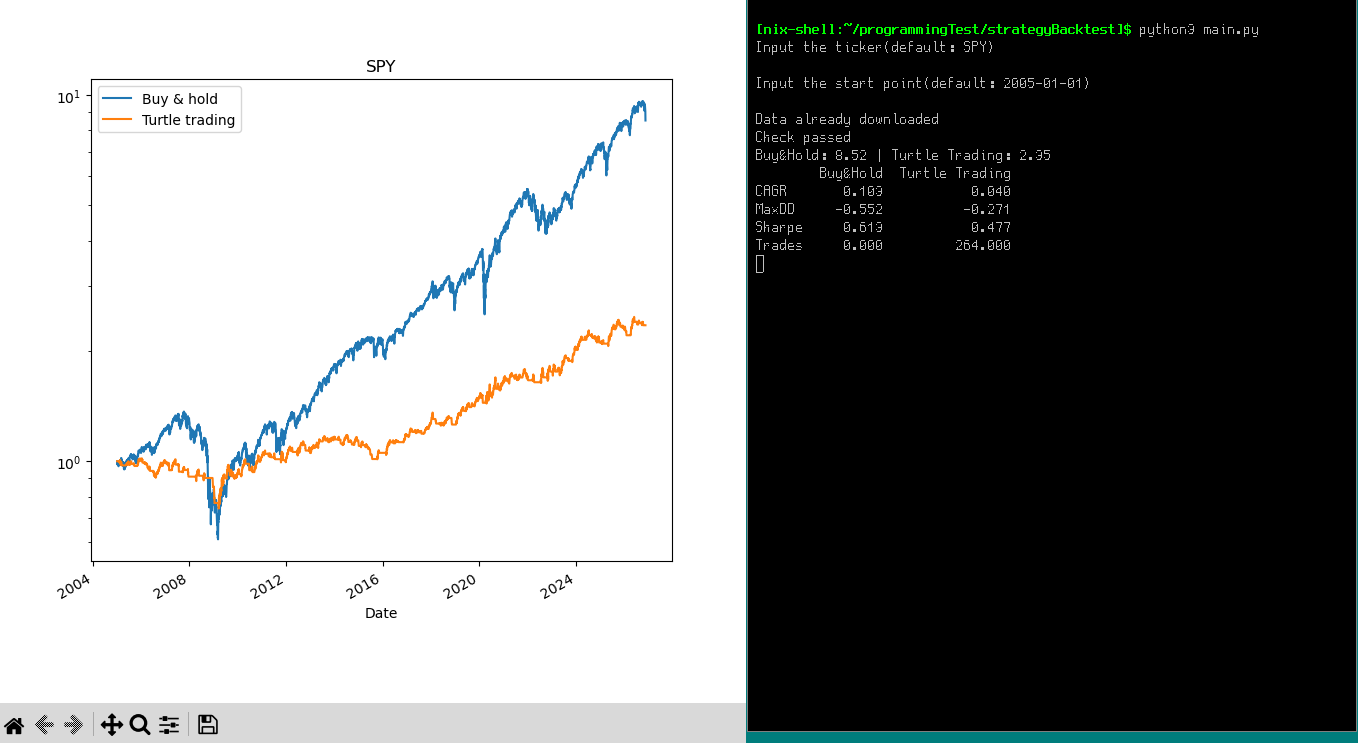 SPY
Buy & hold
Turtle trading
10¹
10⁰
2004
2008
2012
2016
2020
2024
Date
[nix-shell:~/programmingTest/strategyBacktest]$ python3 main.py
Input the ticker(default: SPY)
Input the start point(default: 2005-01-01)
Data already downloaded
Check passed
Buy&Hold: 8.52 | Turtle Trading: 2.35
Buy&Hold Turtle Trading
CAGR 0.103 0.040
MaxDD -0.552 -0.271
Sharpe 0.613 0.477
Trades 0.000 264.000